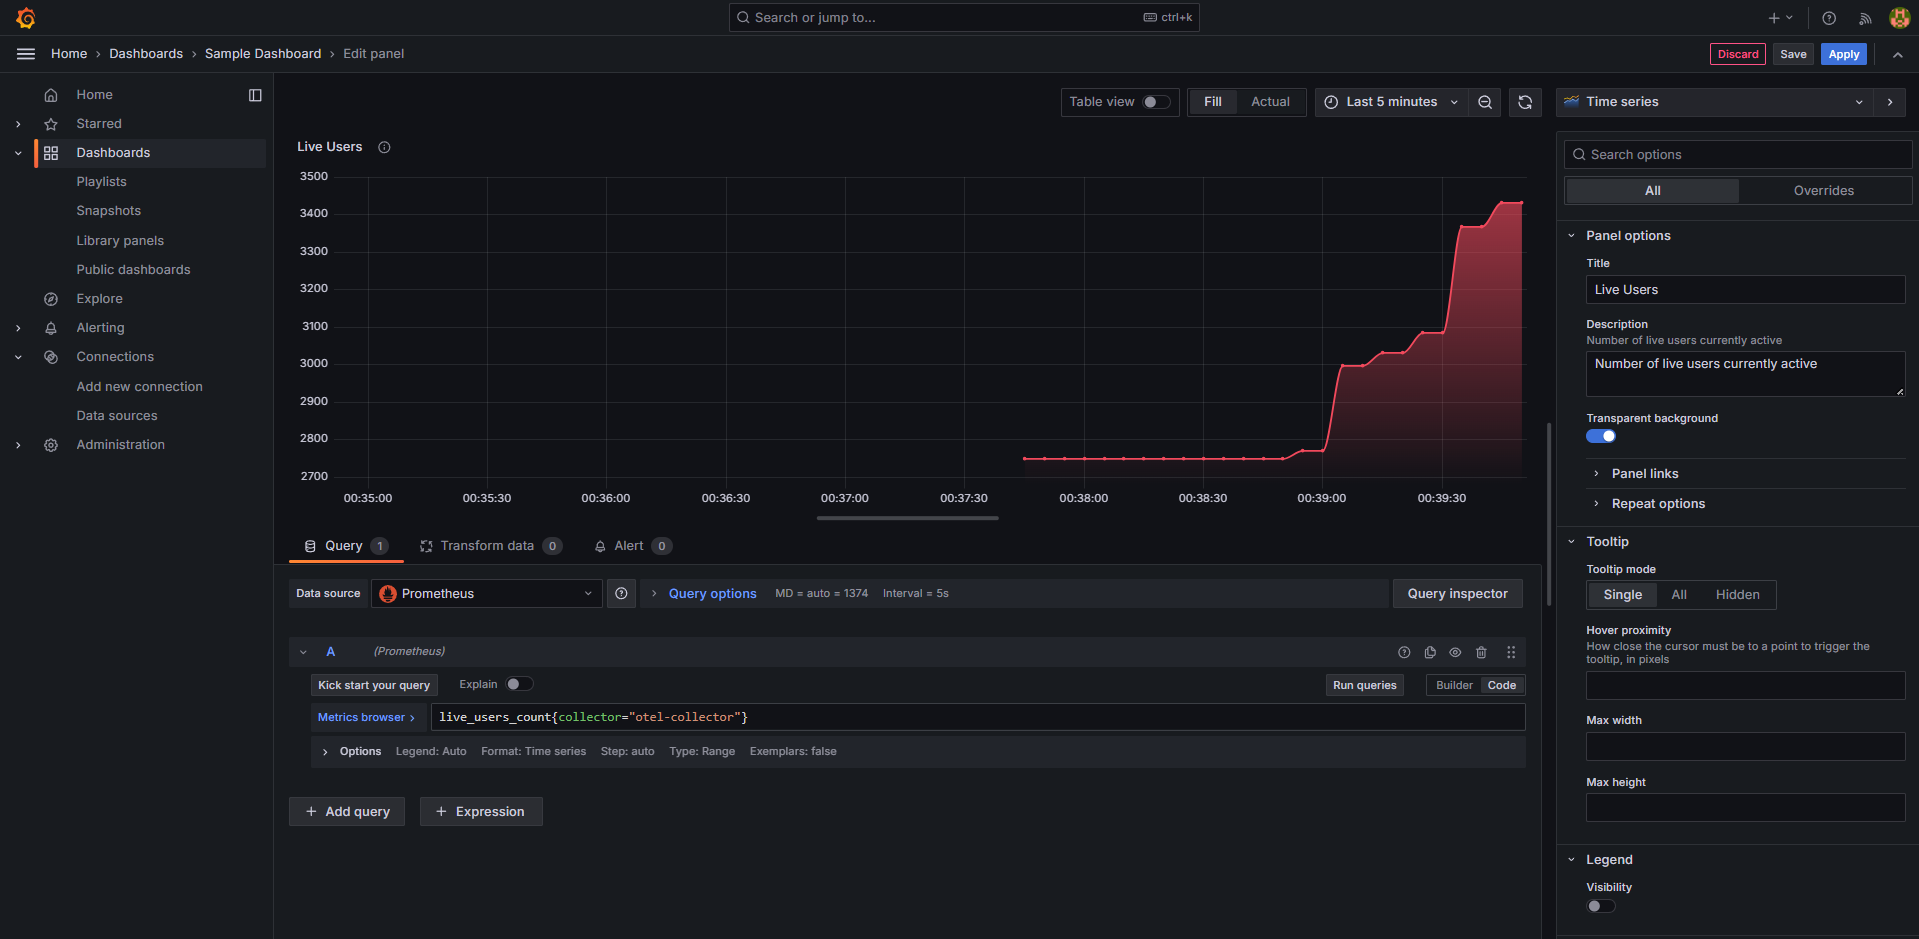 Search or jump to...
ctrl+k
Home › Dashboards › Sample Dashboard › Edit panel
Discard
Save
Apply
Home
Starred
Dashboards
Playlists
Snapshots
Library panels
Public dashboards
Explore
Alerting
Connections
Add new connection
Data sources
Administration
Table view
Fill
Actual
Last 5 minutes
Time series
Live Users
3500
3400
3300
3200
3100
3000
2900
2800
2700
00:35:00 00:35:30 00:36:00 00:36:30 00:37:00 00:37:30 00:38:00 00:38:30 00:39:00 00:39:30
Query 1
Transform data 0
Alert 0
Data source
Prometheus
Query options
MD = auto = 1374
Interval = 5s
Query inspector
A
(Prometheus)
Kick start your query
Explain
Run queries
Builder
Code
Metrics browser ›
live_users_count{collector="otel-collector"}
Options
Legend: Auto
Format: Time series
Step: auto
Type: Range
Exemplars: false
+ Add query
+ Expression
Search options
All
Overrides
Panel options
Title
Live Users
Description
Number of live users currently active
Number of live users currently active
Transparent background
Panel links
Repeat options
Tooltip
Tooltip mode
Single
All
Hidden
Hover proximity
How close the cursor must be to a point to trigger the
tooltip, in pixels
Max width
Max height
Legend
Visibility